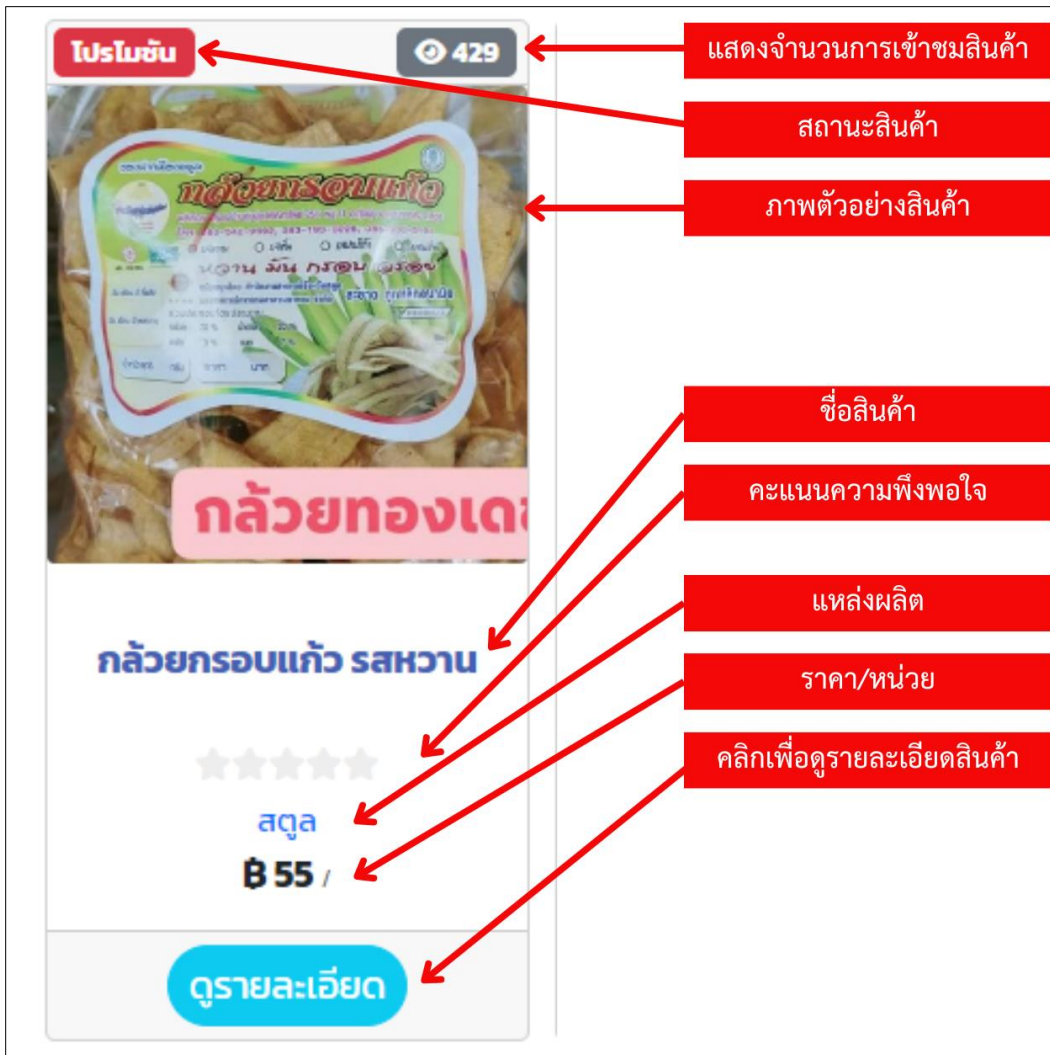 โปรโมชัน
429
แสดงจำนวนการเข้าชมสินค้า
สถานะสินค้า
ภาพตัวอย่างสินค้า
กล้วยกรอบแก้ว
หวาน มัน กรอบ อร่อย
กล้วยทองเดช
ชื่อสินค้า
คะแนนความพึงพอใจ
แหล่งผลิต
กล้วยกรอบแก้ว รสหวาน
ราคา/หน่วย
คลิกเพื่อดูรายละเอียดสินค้า
สตูล
฿ 55 /
ดูรายละเอียด